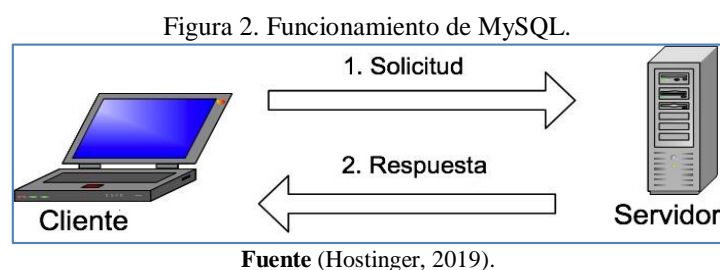 Figura 2. Funcionamiento de MySQL.
1. Solicitud
2. Respuesta
Cliente
Servidor
Fuente (Hostinger, 2019).